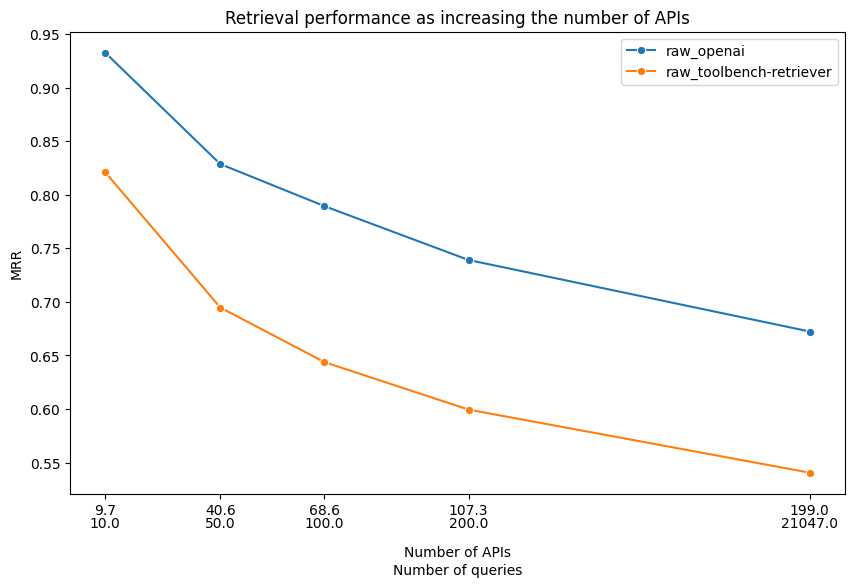 Retrieval performance as increasing the number of APIs
raw_openai
raw_toolbench-retriever
MRR
0.95
0.90
0.85
0.80
0.75
0.70
0.65
0.60
0.55
9.7 40.6 68.6 107.3 199.0
10.0 50.0 100.0 200.0 21047.0
Number of APIs
Number of queries